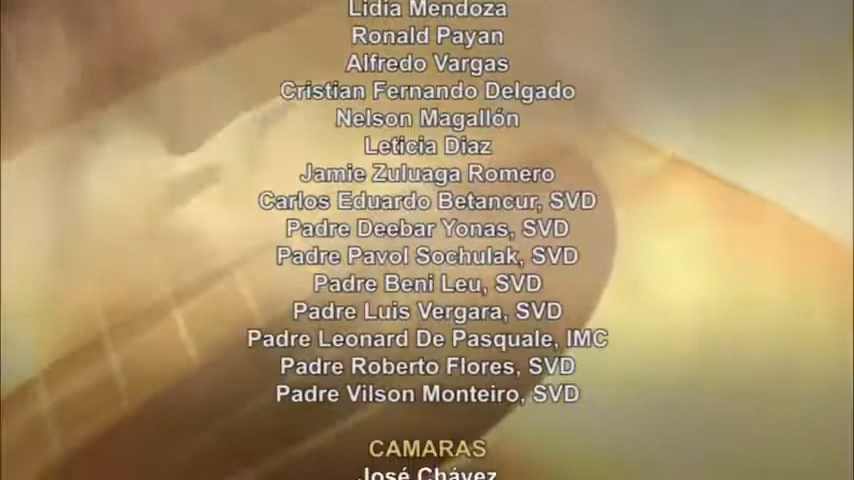 Lidia Mendoza
Ronald Payan
Alfredo Vargas
Cristian Fernando Delgado
Nelson Magallón
Leticia Diaz
Jamie Zuluaga Romero
Carlos Eduardo Betancur, SVD
Padre Deebar Yonas, SVD
Padre Pavol Sochulak, SVD
Padre Beni Leu, SVD
Padre Luis Vergara, SVD
Padre Leonard De Pasquale, IMC
Padre Roberto Flores, SVD
Padre Vilson Monteiro, SVD
CAMARAS
José Chávez